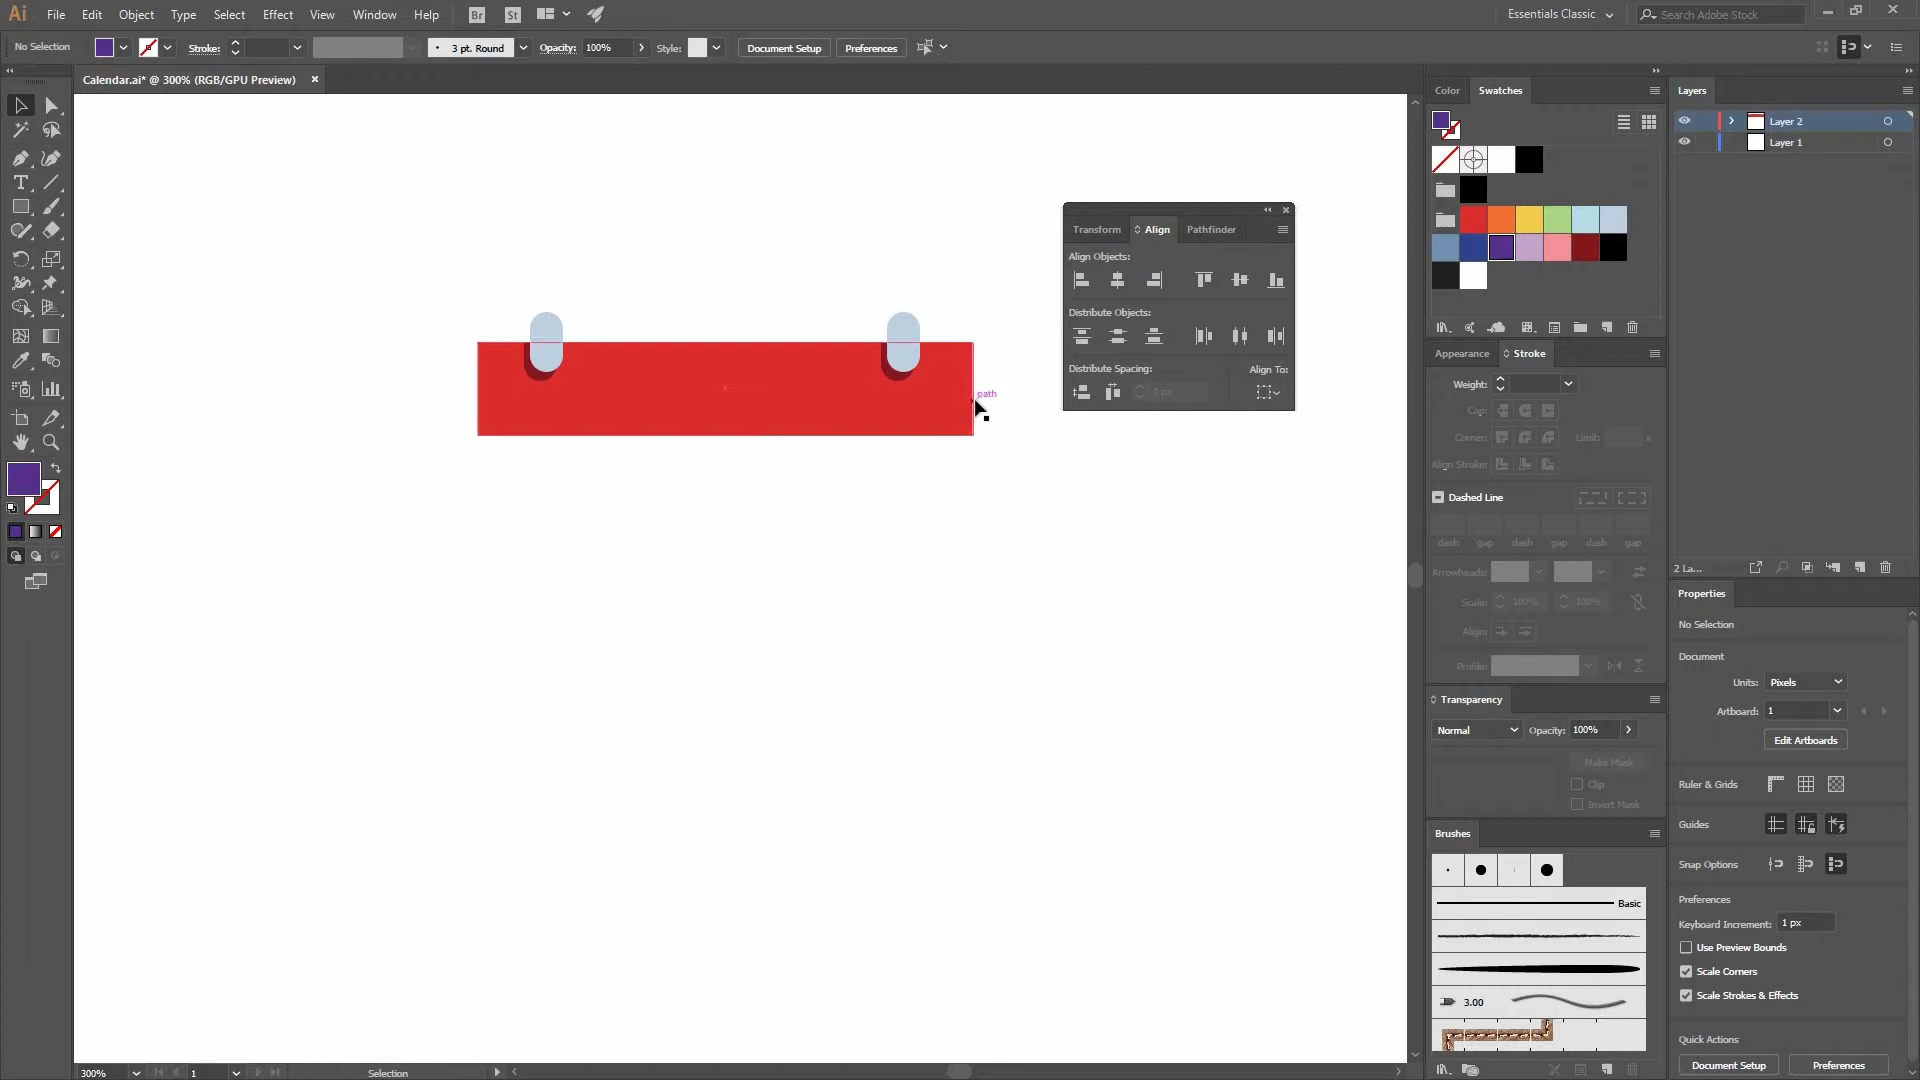 Ai File Edit Object Type Select Effect View Window Help Br St Essentials Classic Search Adobe Stock
No Selection Stroke: 3 pt. Round Opacity: 100% Style: Document Setup Preferences
Calendar.ai* @ 300% (RGB/GPU Preview)
path
Transform Align Pathfinder
Align Objects:
Distribute Objects:
Distribute Spacing: Align To:
0 px
Color Swatches
Appearance Stroke
Weight:
Cap:
Corner: Limit: x
Align Stroke:
Dashed Line
dash gap dash gap dash gap
Arrowheads:
Scale: 100% 100%
Align:
Profile:
Transparency
Normal Opacity: 100%
Make Mask
Clip
Invert Mask
Brushes
Basic
3.00
Layers
Layer 2
Layer 1
2 La...
Properties
No Selection
Document
Units: Pixels
Artboard: 1
Edit Artboards
Ruler & Grids
Guides
Snap Options
Preferences
Keyboard Increment: 1 px
Use Preview Bounds
Scale Corners
Scale Strokes & Effects
Quick Actions
Document Setup Preferences
300% 1 Selection